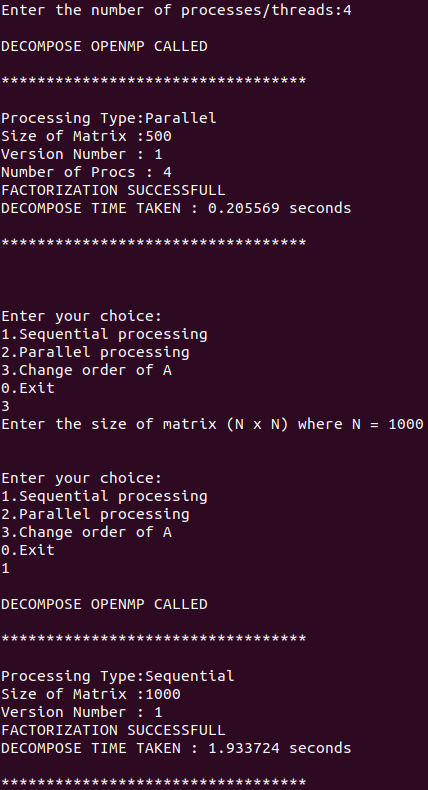 Enter the number of processes/threads:4
DECOMPOSE OPENMP CALLED
**********************************
Processing Type:Parallel
Size of Matrix :500
Version Number : 1
Number of Procs : 4
FACTORIZATION SUCCESSFULL
DECOMPOSE TIME TAKEN : 0.205569 seconds
**********************************
Enter your choice:
1.Sequential processing
2.Parallel processing
3.Change order of A
0.Exit
3
Enter the size of matrix (N x N) where N = 1000
Enter your choice:
1.Sequential processing
2.Parallel processing
3.Change order of A
0.Exit
1
DECOMPOSE OPENMP CALLED
**********************************
Processing Type:Sequential
Size of Matrix :1000
Version Number : 1
FACTORIZATION SUCCESSFULL
DECOMPOSE TIME TAKEN : 1.933724 seconds
**********************************